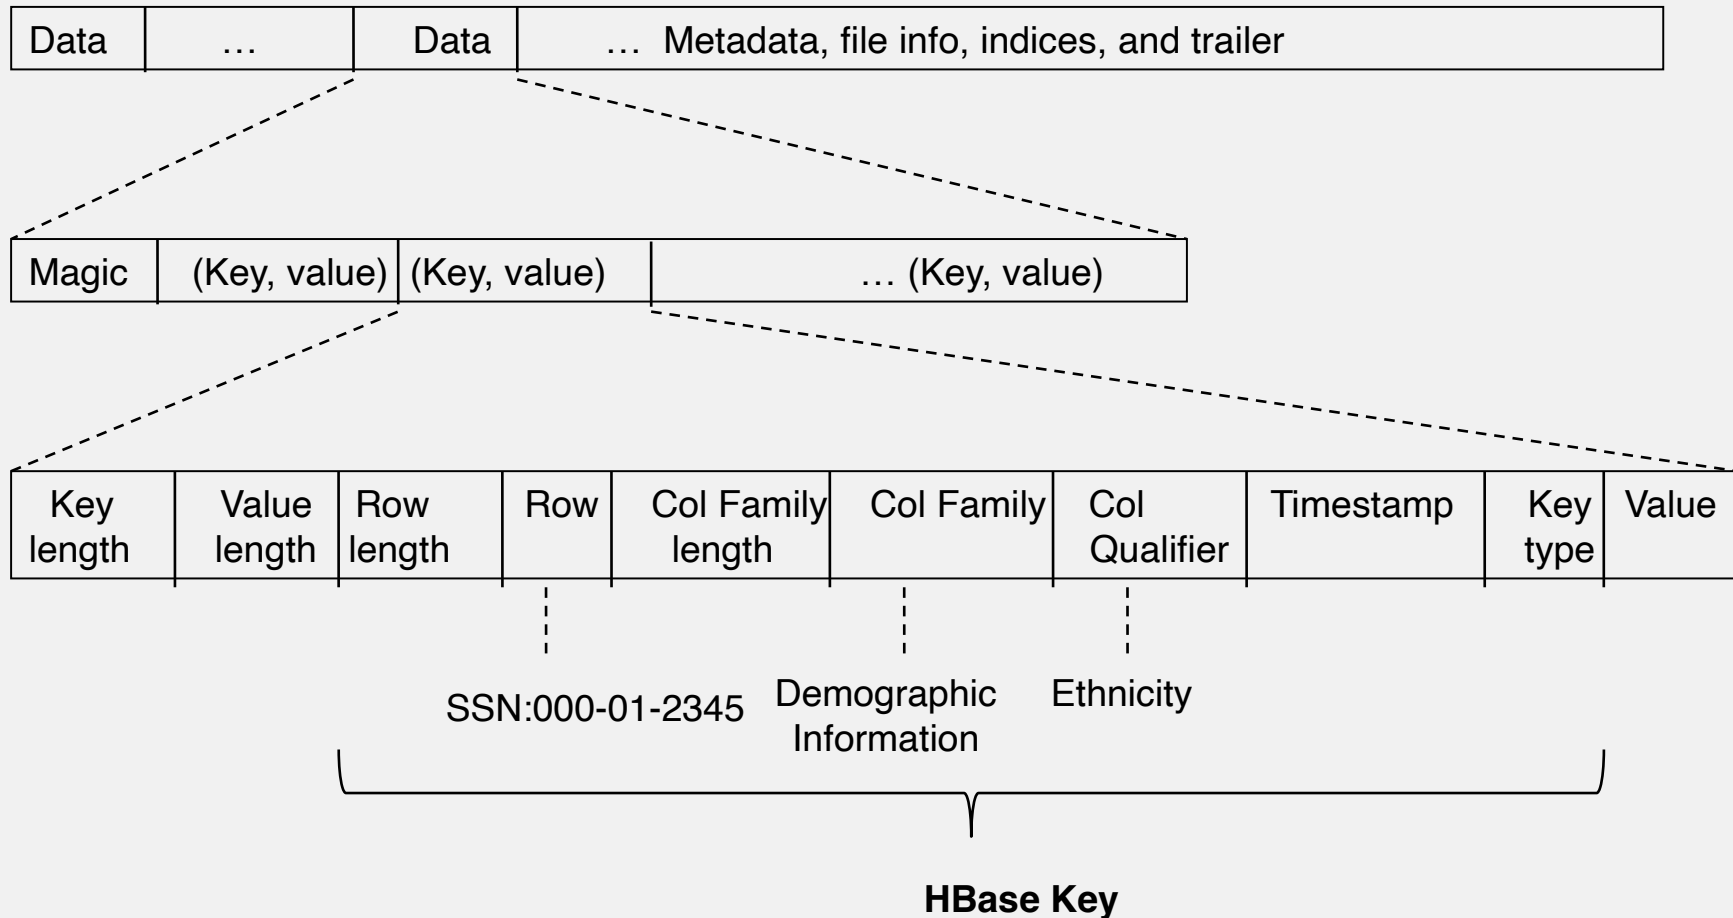 Data … Data … Metadata, file info, indices, and trailer
Magic (Key, value) (Key, value) … (Key, value)
Key length Value length Row length Row Col Family length Col Family Col Qualifier Timestamp Key type Value
SSN:000-01-2345 Demographic Information Ethnicity
HBase Key